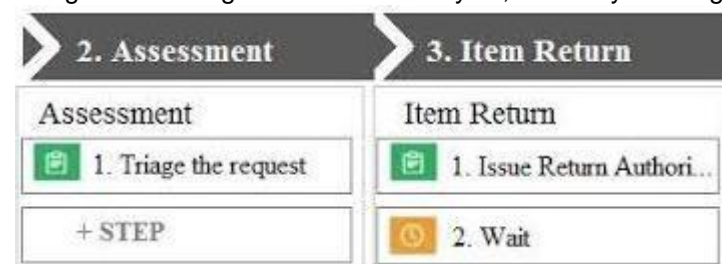 2. Assessment
3. Item Return
Assessment
1. Triage the request
+ STEP
Item Return
1. Issue Return Authori...
2. Wait